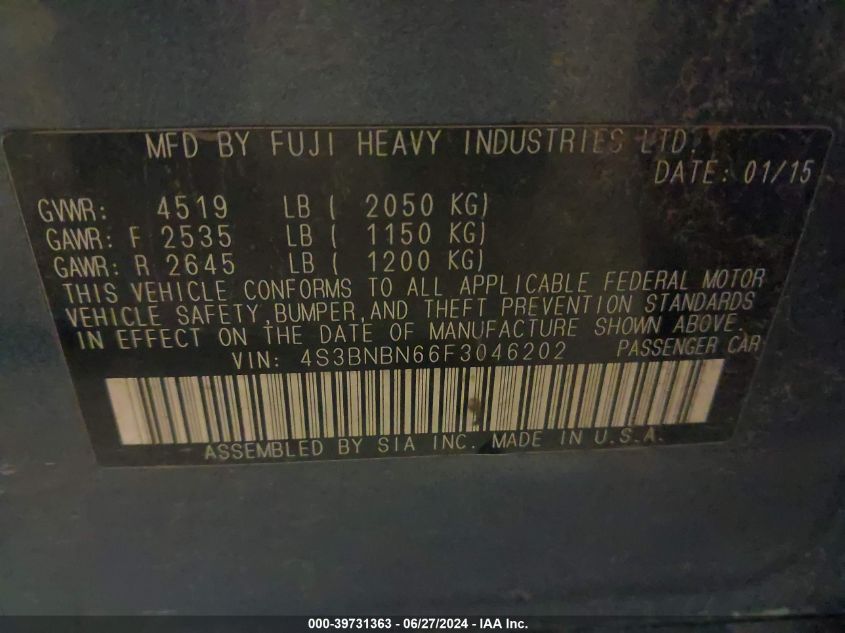 MFD BY FUJI HEAVY INDUSTRIES LTD.
DATE: 01/15
GVWR: 4519 LB ( 2050 KG)
GAWR: F 2535 LB ( 1150 KG)
GAWR: R 2645 LB ( 1200 KG)
THIS VEHICLE CONFORMS TO ALL APPLICABLE FEDERAL MOTOR
VEHICLE SAFETY, BUMPER, AND THEFT PREVENTION STANDARDS
IN EFFECT ON THE DATE OF MANUFACTURE SHOWN ABOVE.
VIN: 4S3BNBN66F3046202 PASSENGER CAR
ASSEMBLED BY SIA INC. MADE IN U.S.A.
000-39731363 - 06/27/2024 - IAA Inc.